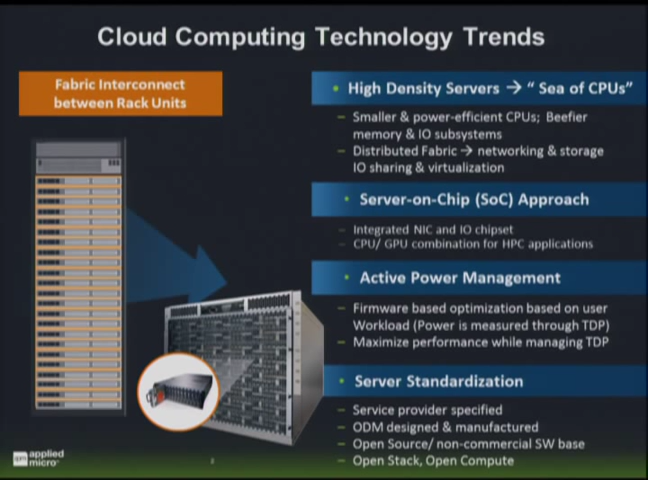 Cloud Computing Technology Trends
Fabric Interconnect
between Rack Units
• High Density Servers → “ Sea of CPUs”
– Smaller & power-efficient CPUs; Beefier
memory & IO subsystems
– Distributed Fabric → networking & storage
IO sharing & virtualization
• Server-on-Chip (SoC) Approach
– Integrated NIC and IO chipset
– CPU/ GPU combination for HPC applications
• Active Power Management
– Firmware based optimization based on user
Workload (Power is measured through TDP)
– Maximize performance while managing TDP
• Server Standardization
– Service provider specified
– ODM designed & manufactured
– Open Source/ non-commercial SW base
– Open Stack, Open Compute
applied
micro
2